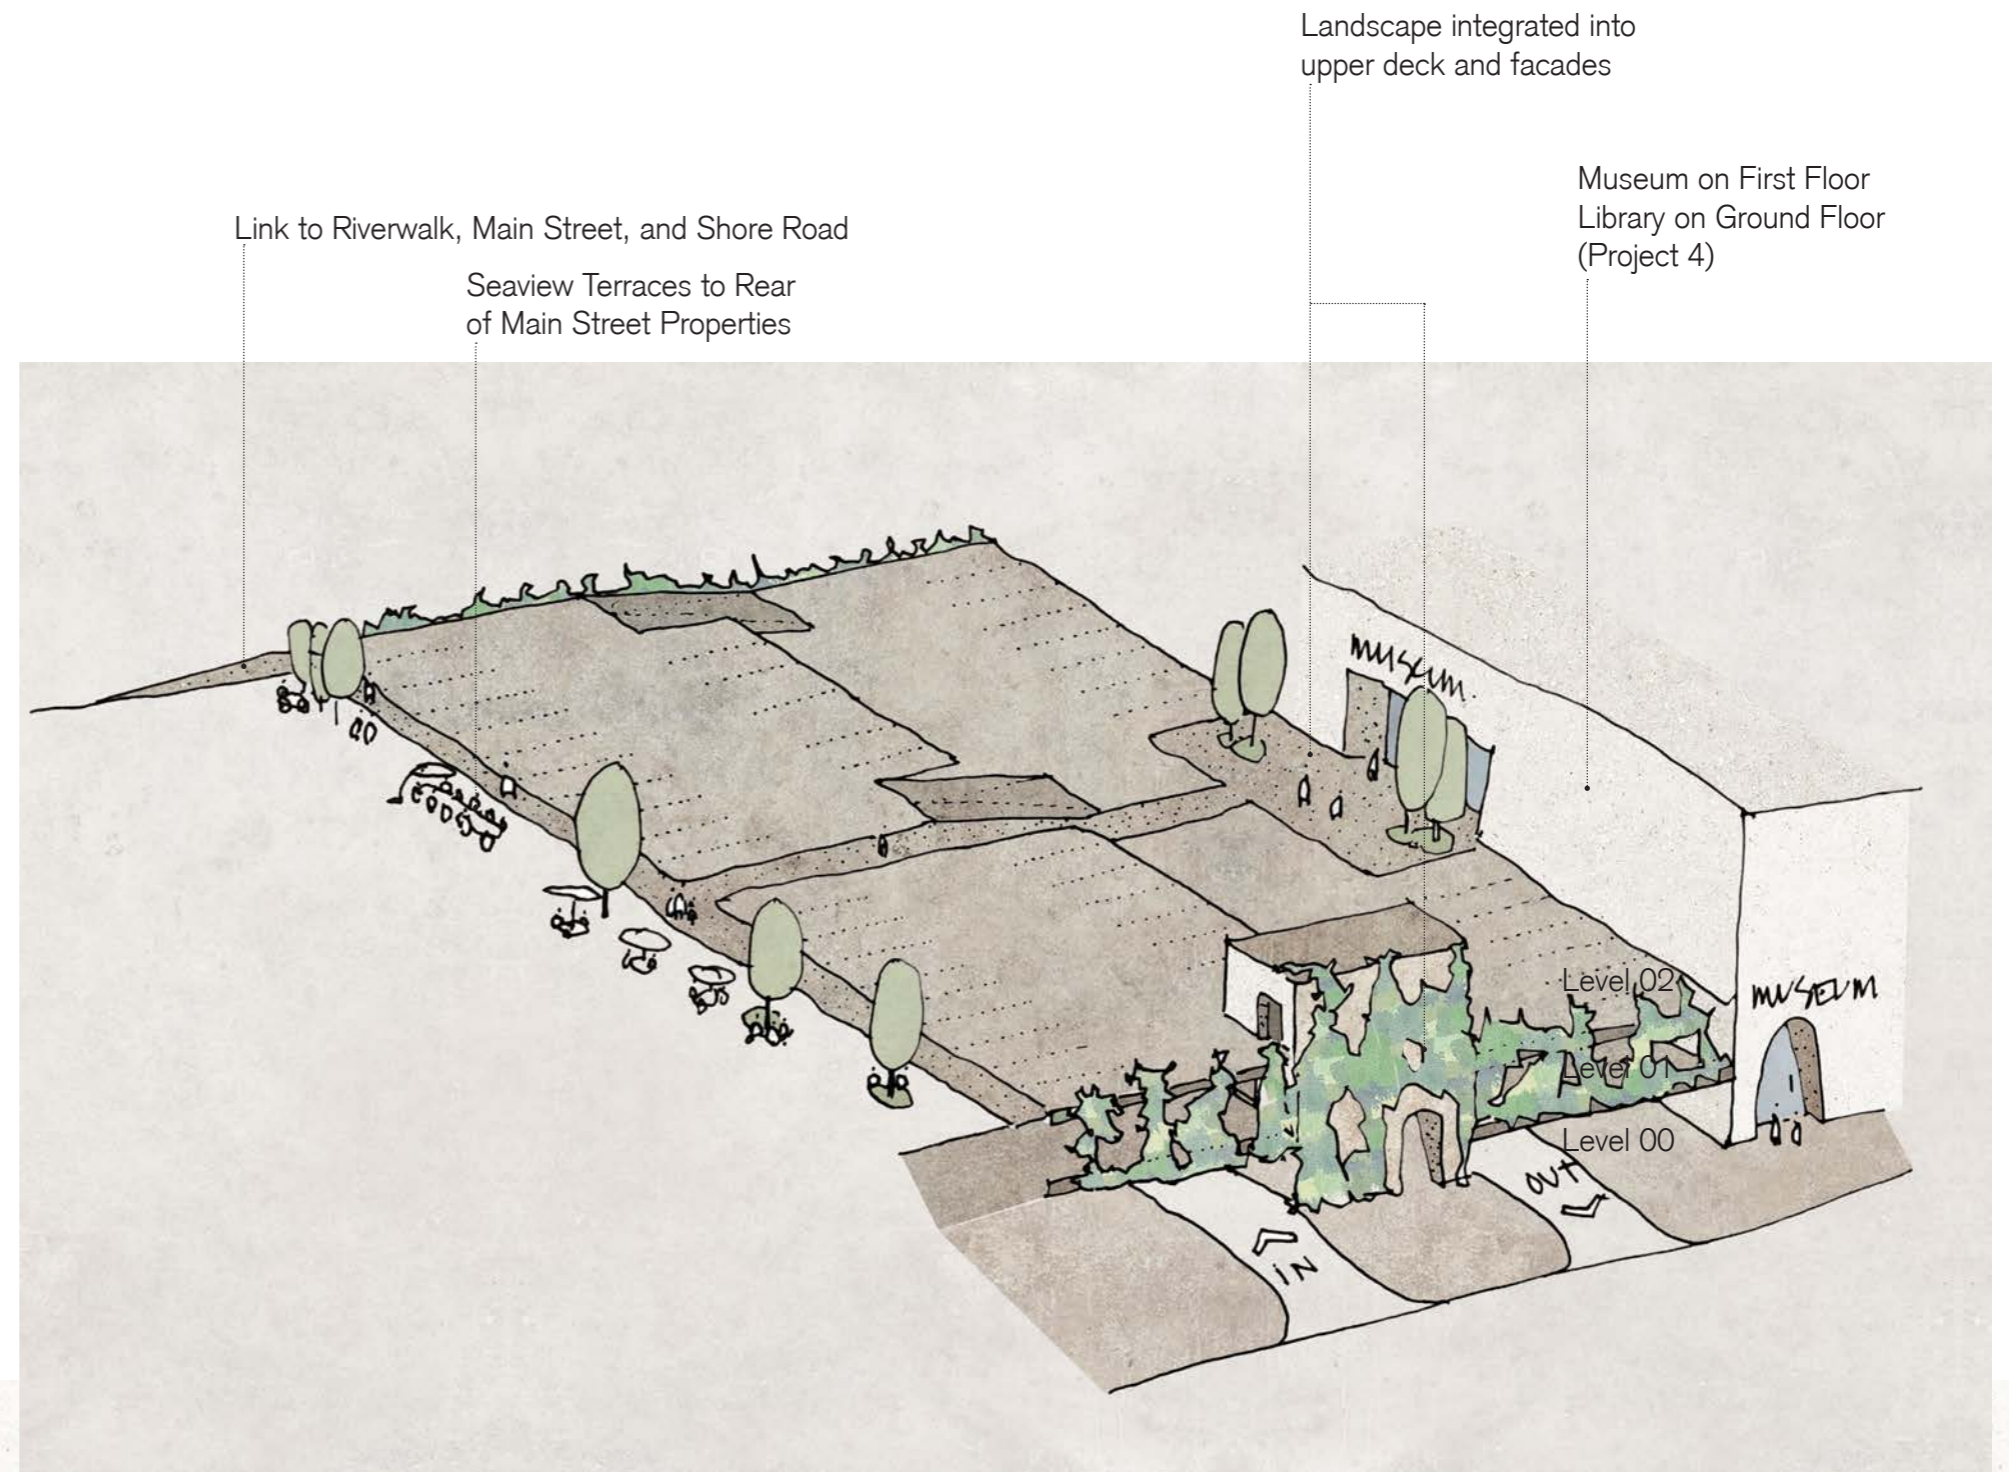 Landscape integrated into
upper deck and facades
Museum on First Floor
Library on Ground Floor
(Project 4)
Link to Riverwalk, Main Street, and Shore Road
Seaview Terraces to Rear
of Main Street Properties
MUSEUM
Level 02
MUSEUM
Level 01
Level 00
OUT
IN